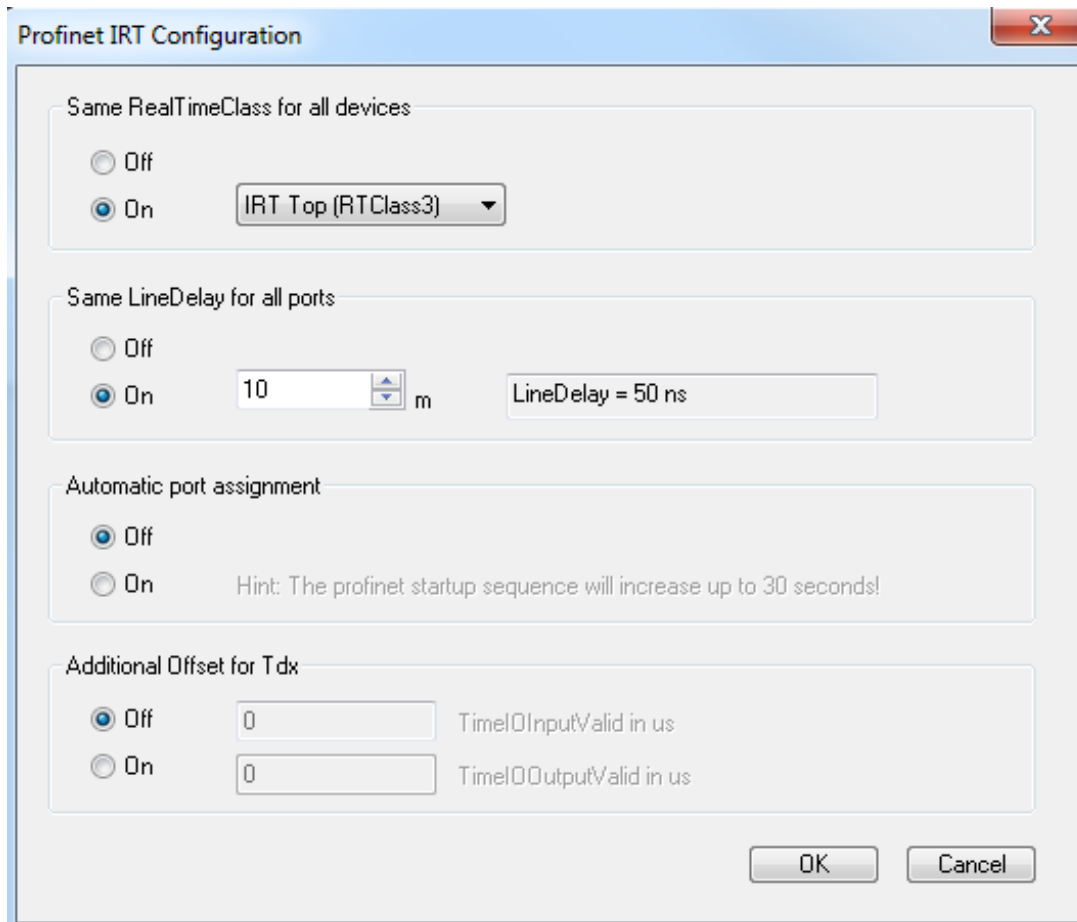 Profinet IRT Configuration
Same RealTimeClass for all devices
Off
On IRT Top (RTClass3)
Same LineDelay for all ports
Off
On 10 m LineDelay = 50 ns
Automatic port assignment
Off
On Hint: The profinet startup sequence will increase up to 30 seconds!
Additional Offset for Tdx
Off 0 TimeIOInputValid in us
On 0 TimeIOOutputValid in us
OK Cancel